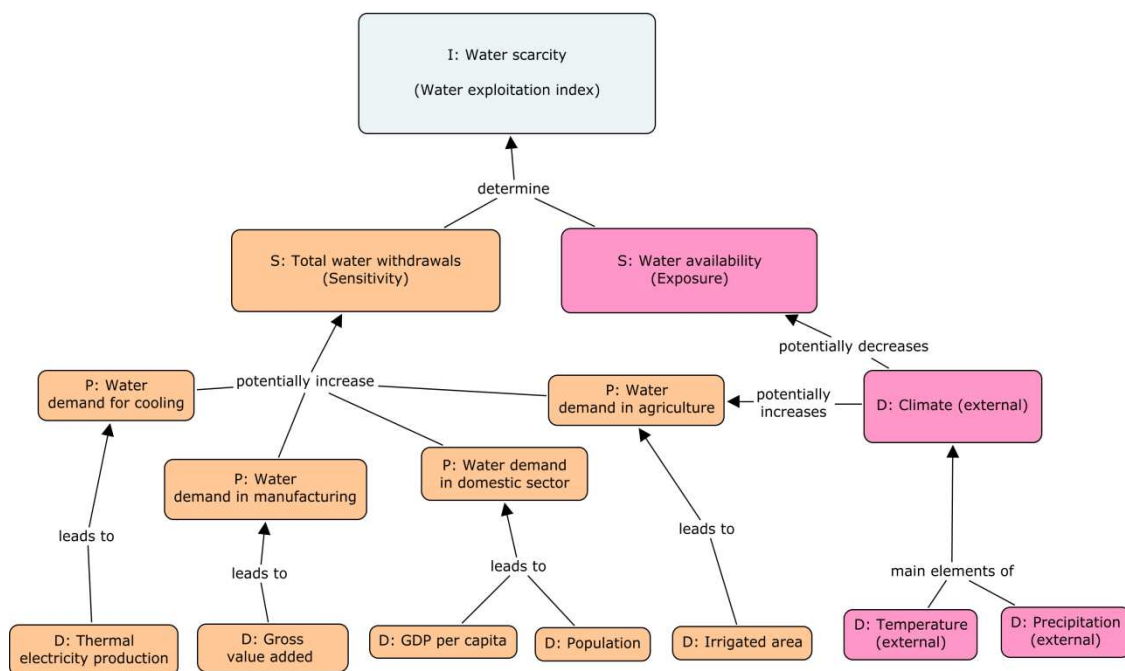 I: Water scarcity
(Water exploitation index)
determine
S: Total water withdrawals
(Sensitivity)
S: Water availability
(Exposure)
potentially decreases
P: Water
demand for cooling
potentially increase
P: Water
demand in agriculture
potentially
increases
D: Climate (external)
P: Water
demand in manufacturing
P: Water demand
in domestic sector
leads to
leads to
leads to
leads to
main elements of
D: Thermal
electricity production
D: Gross
value added
D: GDP per capita
D: Population
D: Irrigated area
D: Temperature
(external)
D: Precipitation
(external)